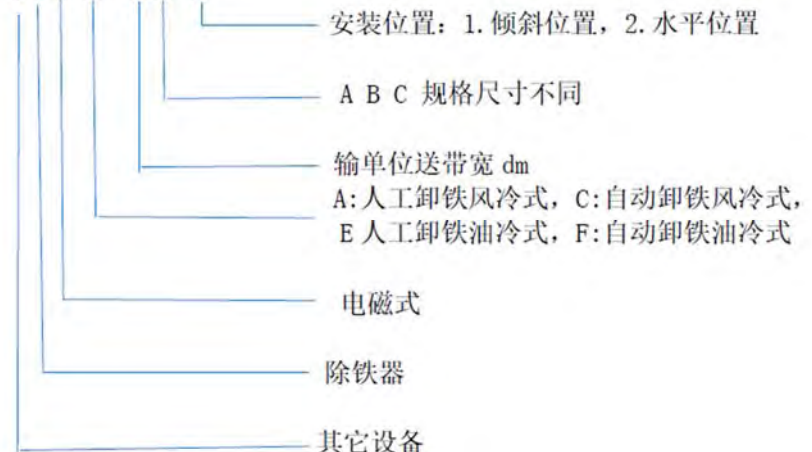 安装位置：1.倾斜位置，2.水平位置
A B C 规格尺寸不同
输单位送带宽 dm
A:人工卸铁风冷式，C:自动卸铁风冷式，
E 人工卸铁油冷式，F:自动卸铁油冷式
电磁式
除铁器
其它设备